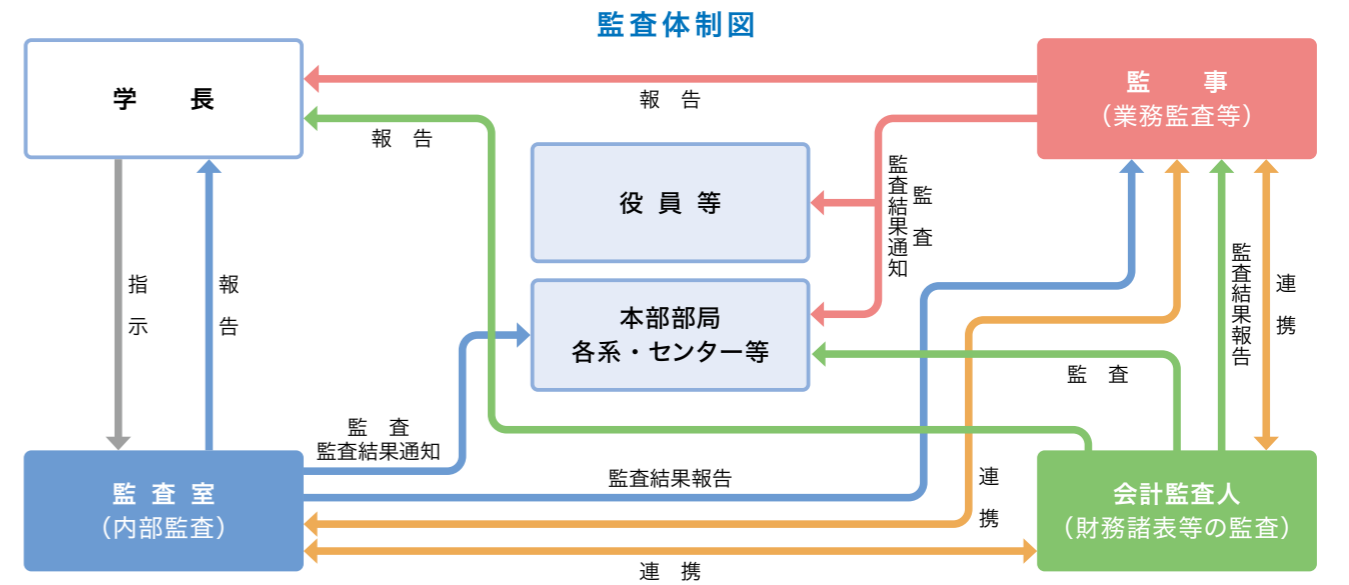 監査体制図
学　長
監　事
（業務監査等）
報　告
報　告
役 員 等
監　査
監査結果通知
本部部局
各系・センター等
指　示
報　告
監査結果報告
連　携
監　査
監　査
監査結果通知
監査結果報告
連　携
監 査 室
（内部監査）
会計監査人
（財務諸表等の監査）
連　携